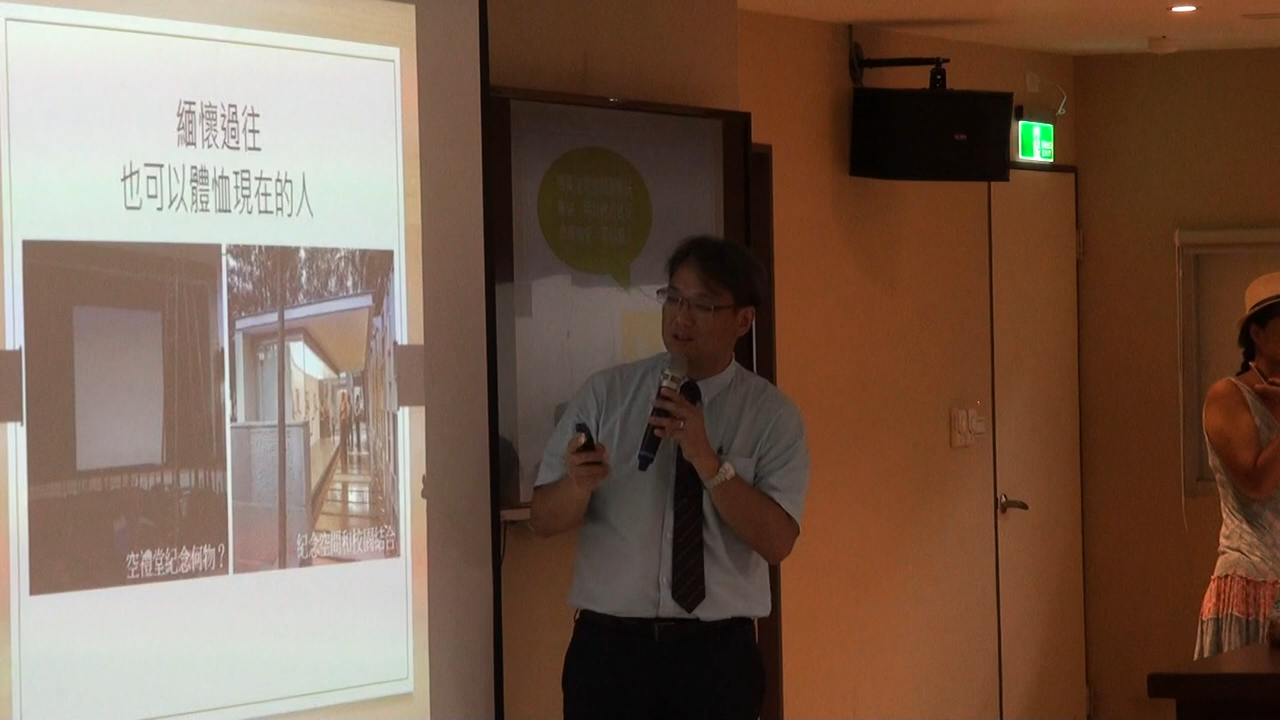 緬懷過往
也可以體恤現在的人
空禮堂紀念何物？
紀念空間和校園結合